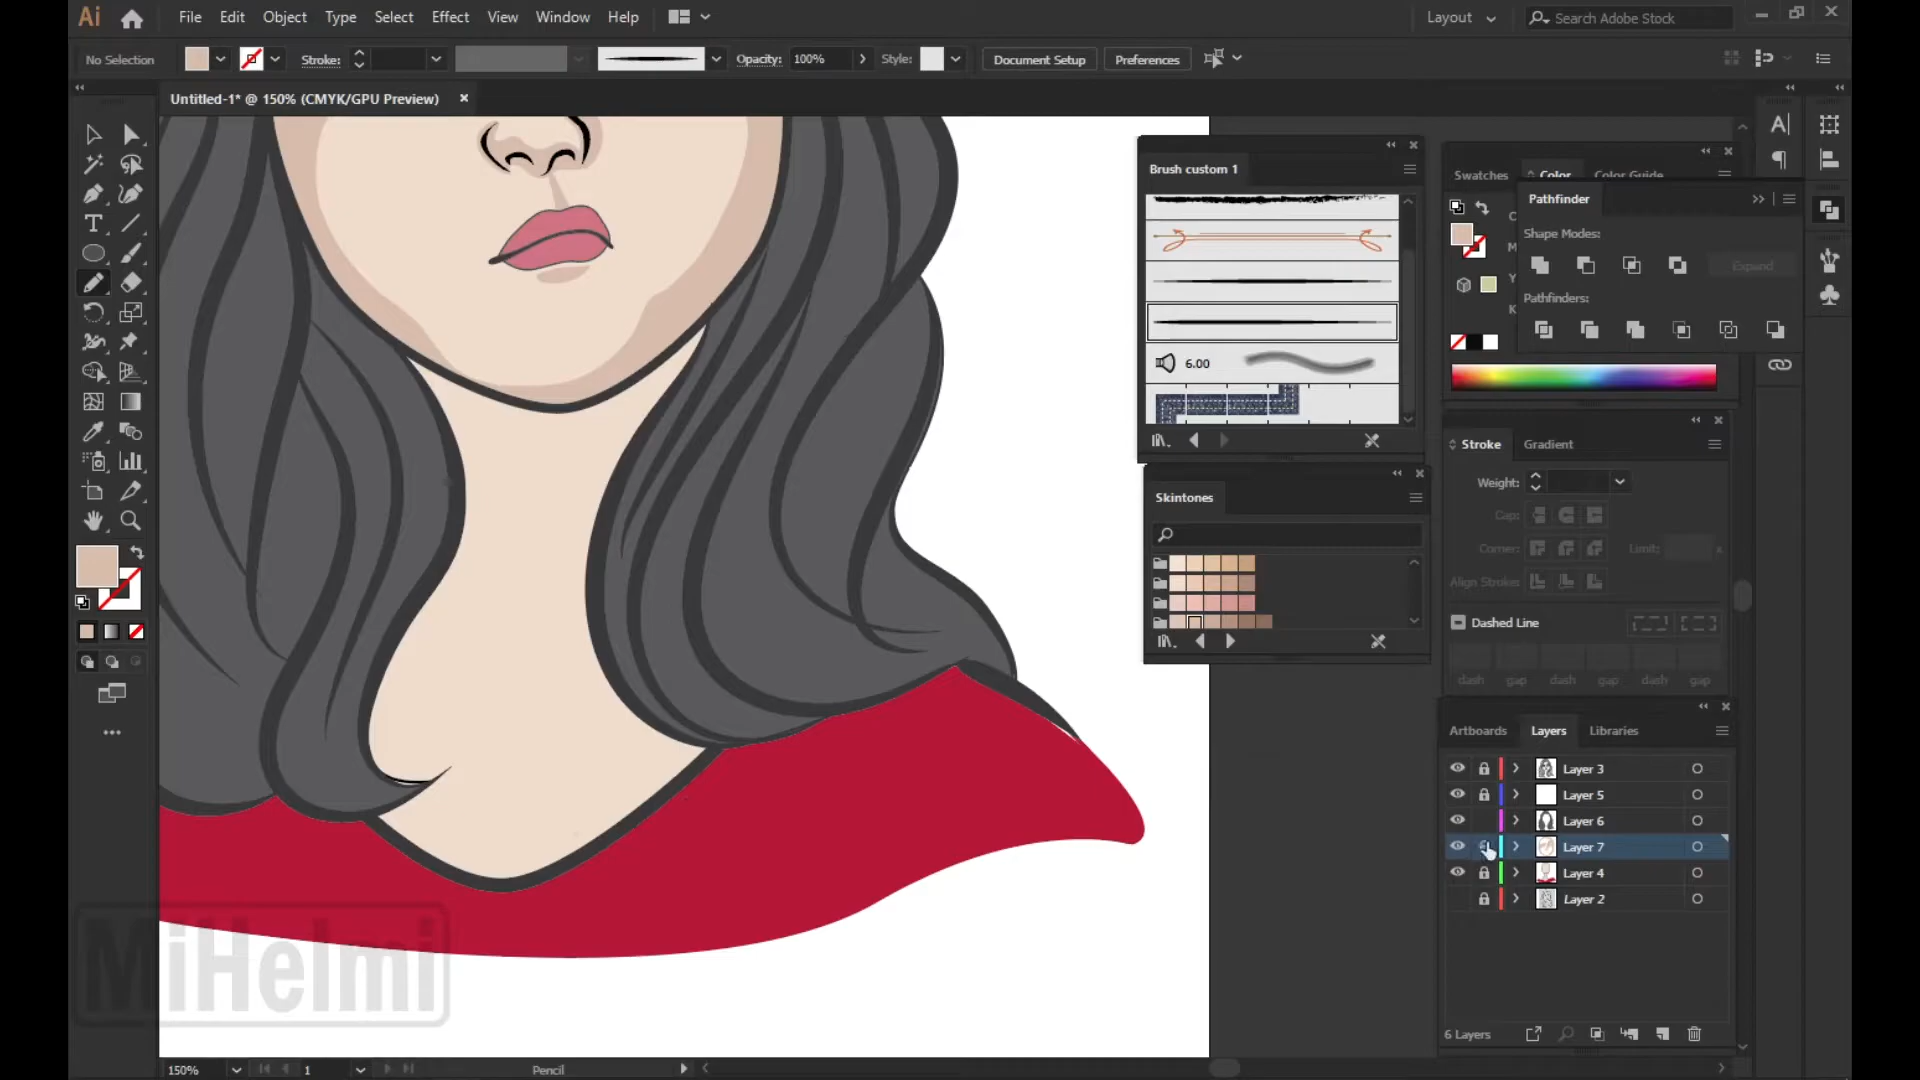 Ai File Edit Object Type Select Effect View Window Help Layout Search Adobe Stock
No Selection Stroke: Opacity: 100% Style: Document Setup Preferences
Untitled-1* @ 150% (CMYK/GPU Preview)
Brush custom 1
6.00
Skintones
Swatches Color Color Guide
Pathfinder
Shape Modes:
Expand
Pathfinders:
Stroke Gradient
Weight:
Cap:
Corner: Limit: x
Align Stroke:
Dashed Line
dash gap dash gap dash gap
Artboards Layers Libraries
Layer 3
Layer 5
Layer 6
Layer 7
Layer 4
Layer 2
6 Layers
MiHelmi
150% 1 Pencil